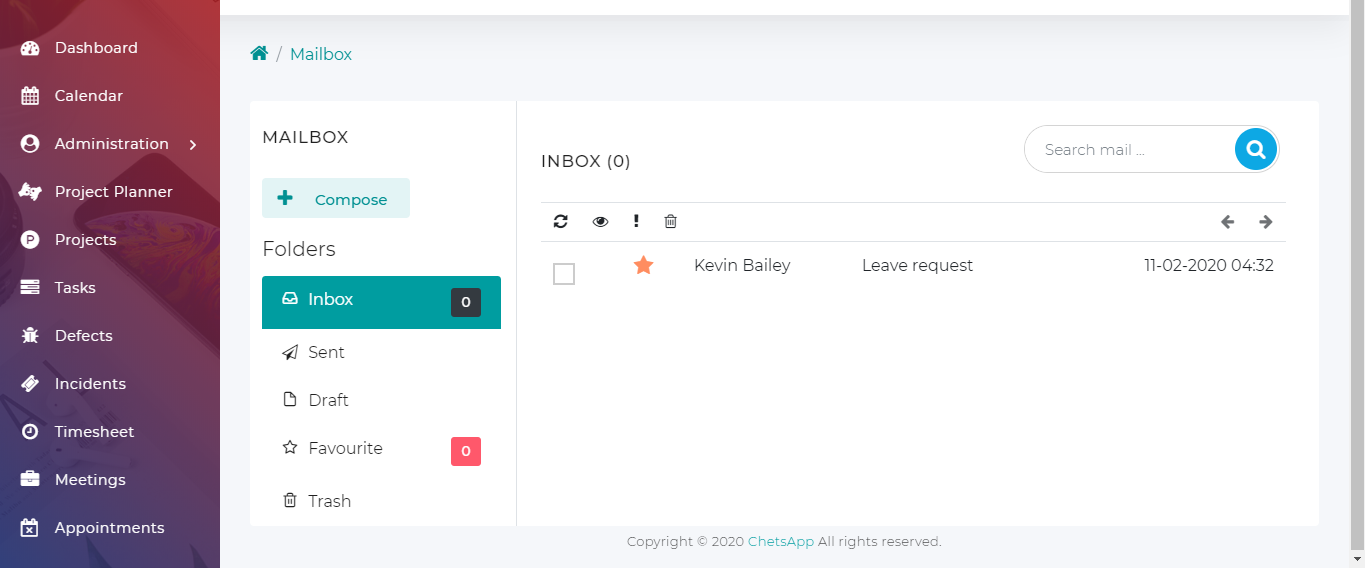 Dashboard
Calendar
Administration
Project Planner
Projects
Tasks
Defects
Incidents
Timesheet
Meetings
Appointments
/ Mailbox
MAILBOX
Compose
Folders
Inbox 0
Sent
Draft
Favourite 0
Trash
INBOX (0)
Search mail ...
Kevin Bailey Leave request 11-02-2020 04:32
Copyright © 2020 ChetsApp All rights reserved.